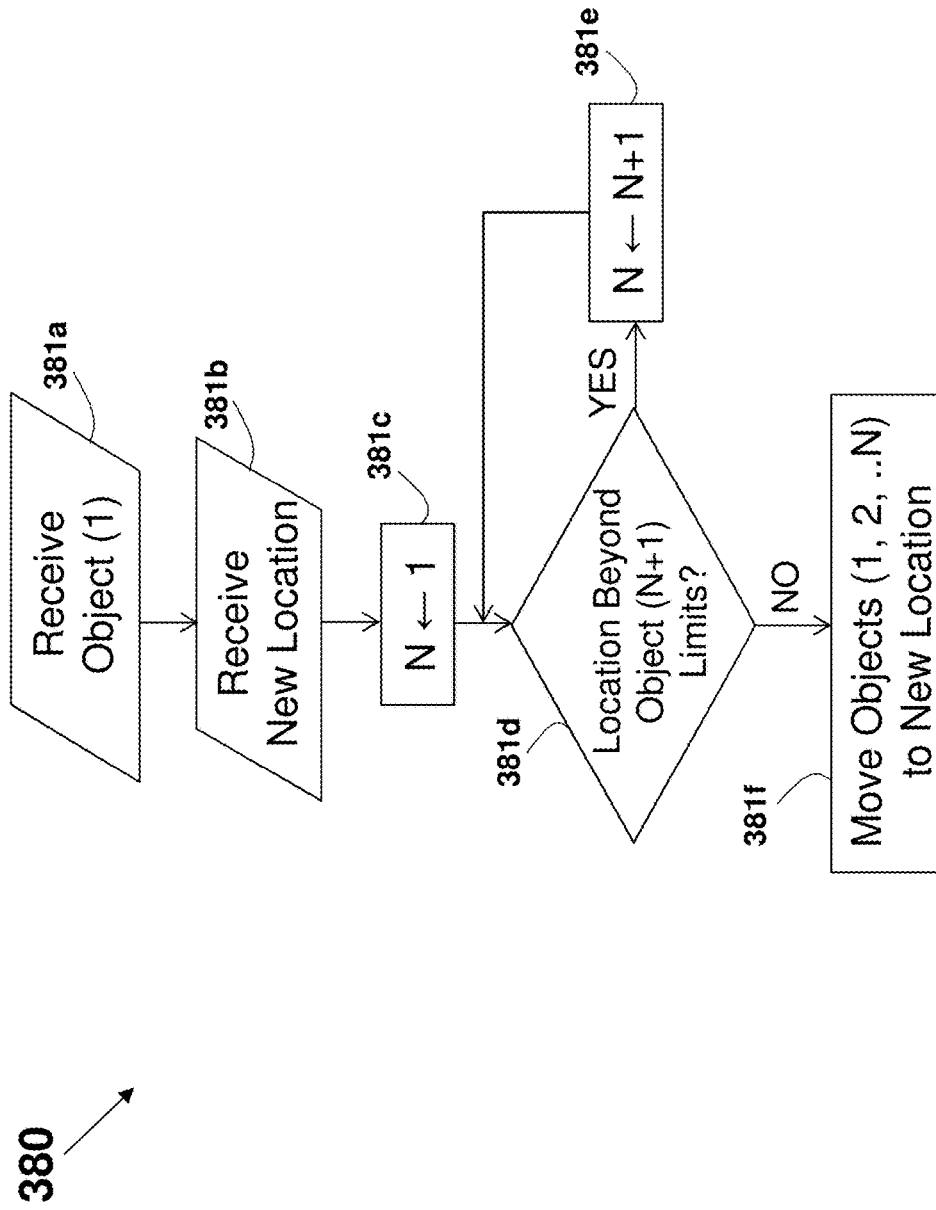 380
Receive
Object (1)
381a
Receive
New Location
381b
N ← 1
381c
Location Beyond
Object (N+1)
Limits?
381d
YES
N ← N+1
381e
NO
Move Objects (1, 2, ..N)
to New Location
381f